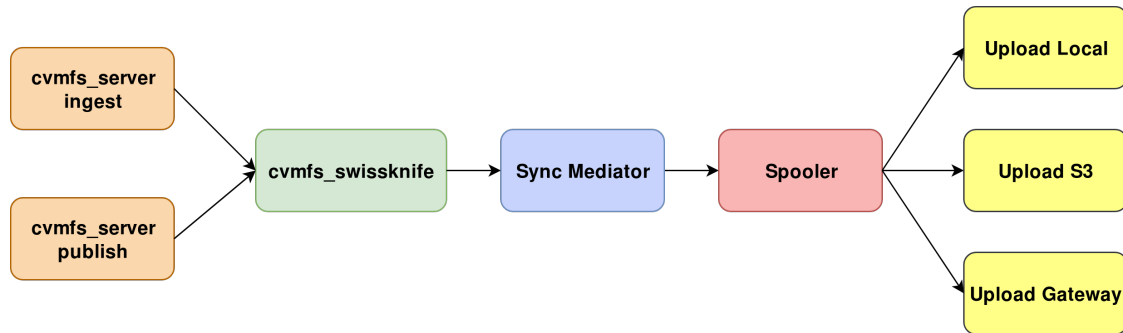 cvmfs_server
ingest
cvmfs_server
publish
cvmfs_swissknife
Sync Mediator
Spooler
Upload Local
Upload S3
Upload Gateway